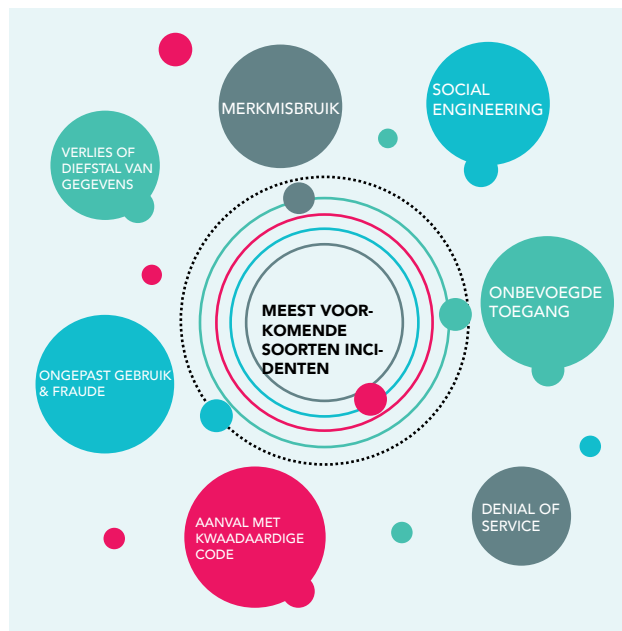 MERKMISBRUIK
SOCIAL
ENGINEERING
VERLIES OF
DIEFSTAL VAN
GEGEVENS
ONBEVOEGDE
TOEGANG
MEEST VOOR-
KOMENDE
SOORTEN INCI-
DENTEN
ONGEPAST GEBRUIK
& FRAUDE
DENIAL OF
SERVICE
AANVAL MET
KWAADAARDIGE
CODE